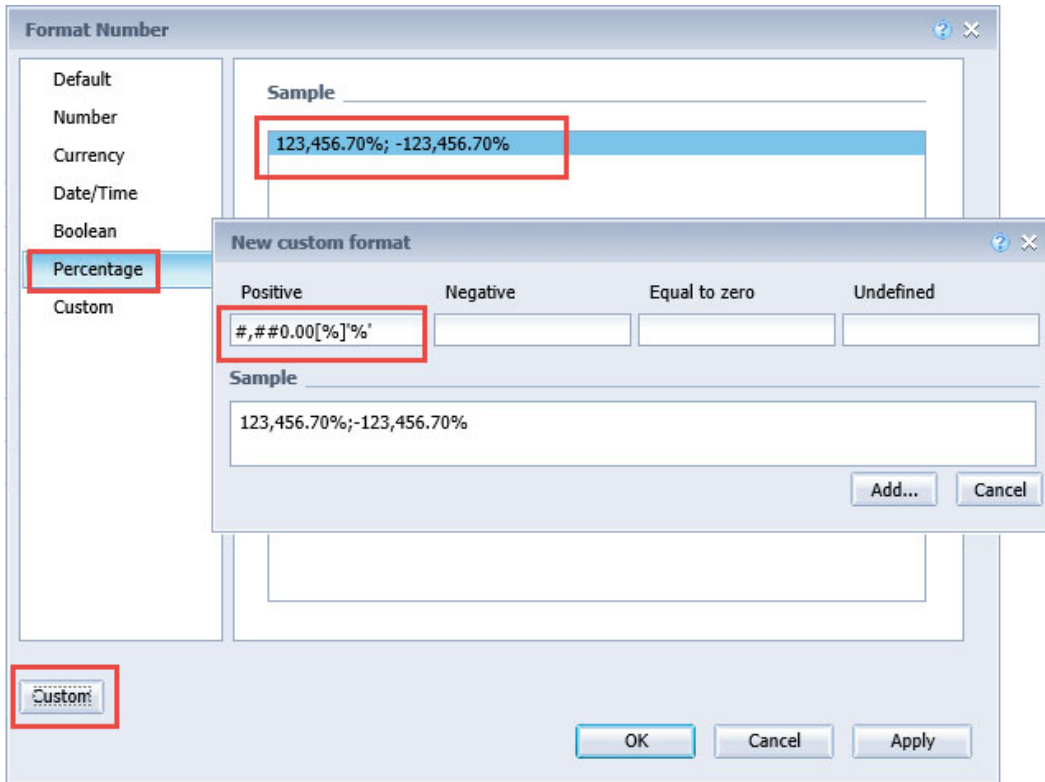 Format Number
Default
Number
Currency
Date/Time
Boolean
Percentage
Custom
Sample
123,456.70%; -123,456.70%
New custom format
Positive Negative Equal to zero Undefined
#,##0.00[%]'%'
Sample
123,456.70%;-123,456.70%
Add... Cancel
Custom
OK Cancel Apply